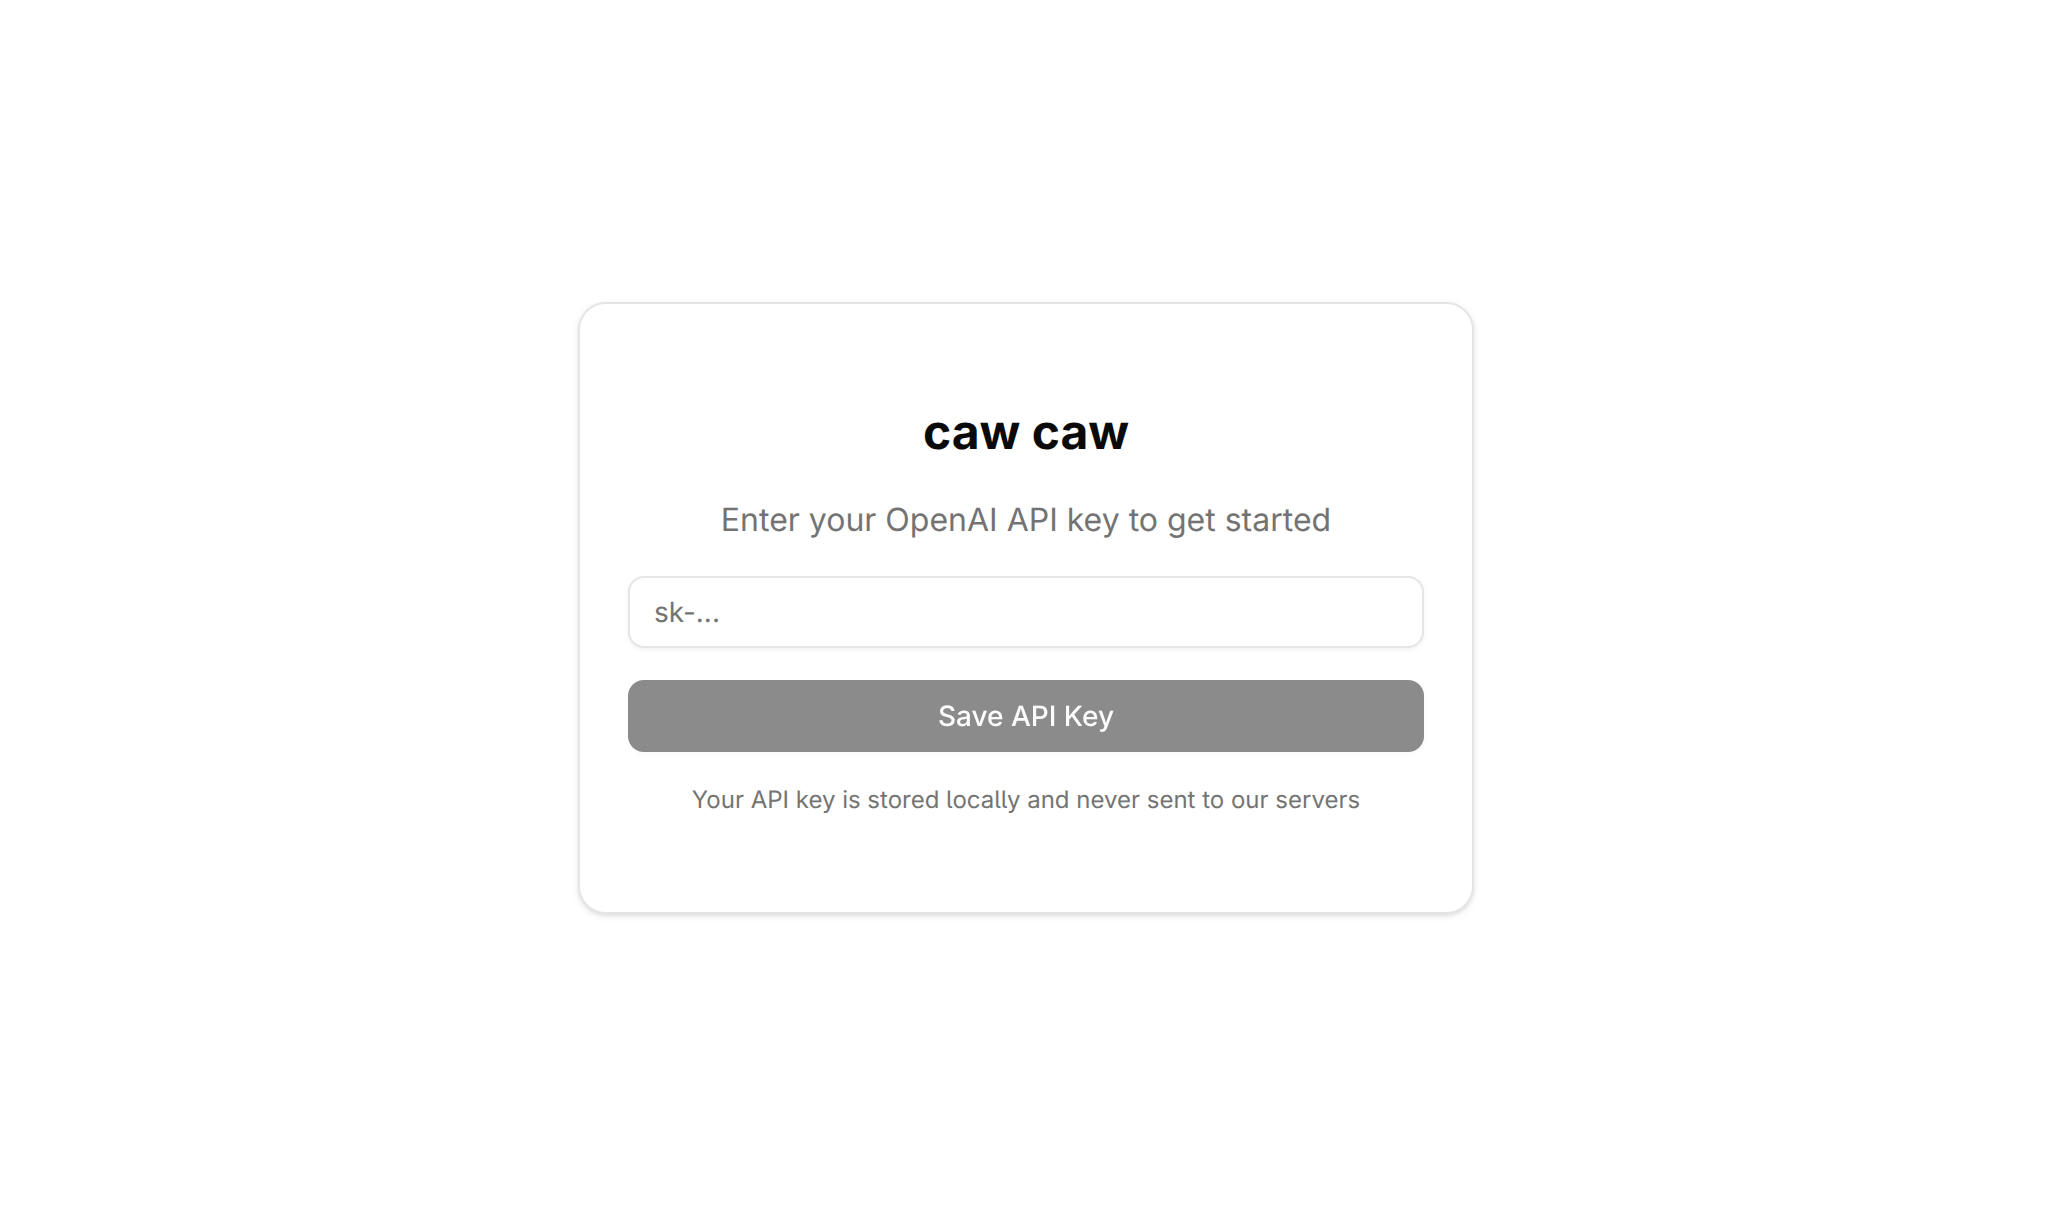 caw caw
Enter your OpenAI API key to get started
sk-...
Save API Key
Your API key is stored locally and never sent to our servers